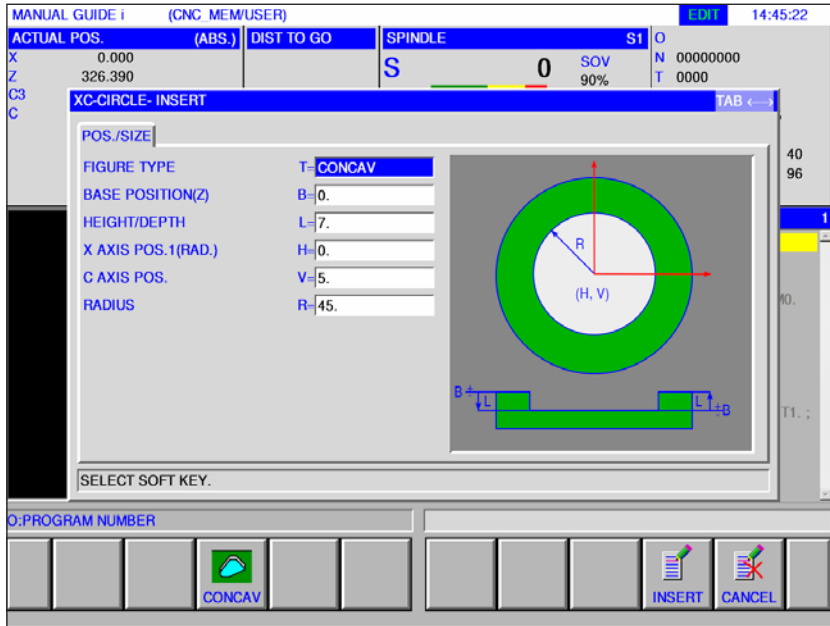 MANUAL GUIDE i (CNC_MEM/USER) EDIT 14:45:22
ACTUAL POS. (ABS.) DIST TO GO SPINDLE S1 O
X 0.000 S 0 SOV N 00000000
Z 326.390 90% T 0000
C3
C
XC-CIRCLE- INSERT TAB ⟷
POS./SIZE
FIGURE TYPE T=CONCAV
BASE POSITION(Z) B=0.
HEIGHT/DEPTH L=7.
X AXIS POS.1(RAD.) H=0.
C AXIS POS. V=5.
RADIUS R=45.
R
(H, V)
B ± L L ±B
40
96
1
M0.
T1. ;
SELECT SOFT KEY.
O:PROGRAM NUMBER
CONCAV INSERT CANCEL